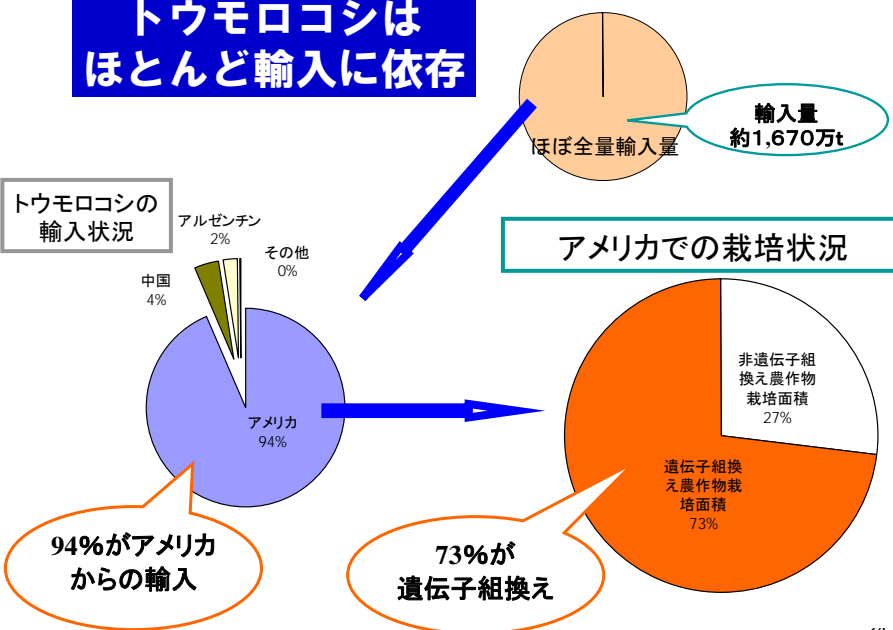 トウモロコシは
ほとんど輸入に依存
ほぼ全量輸入量
輸入量
約1,670万t
トウモロコシの
輸入状況
アルゼンチン
2%
その他
0%
中国
4%
アメリカ
94%
94%がアメリカ
からの輸入
アメリカでの栽培状況
非遺伝子組
換え農作物
栽培面積
27%
遺伝子組換
え農作物栽
培面積
73%
73%が
遺伝子組換え